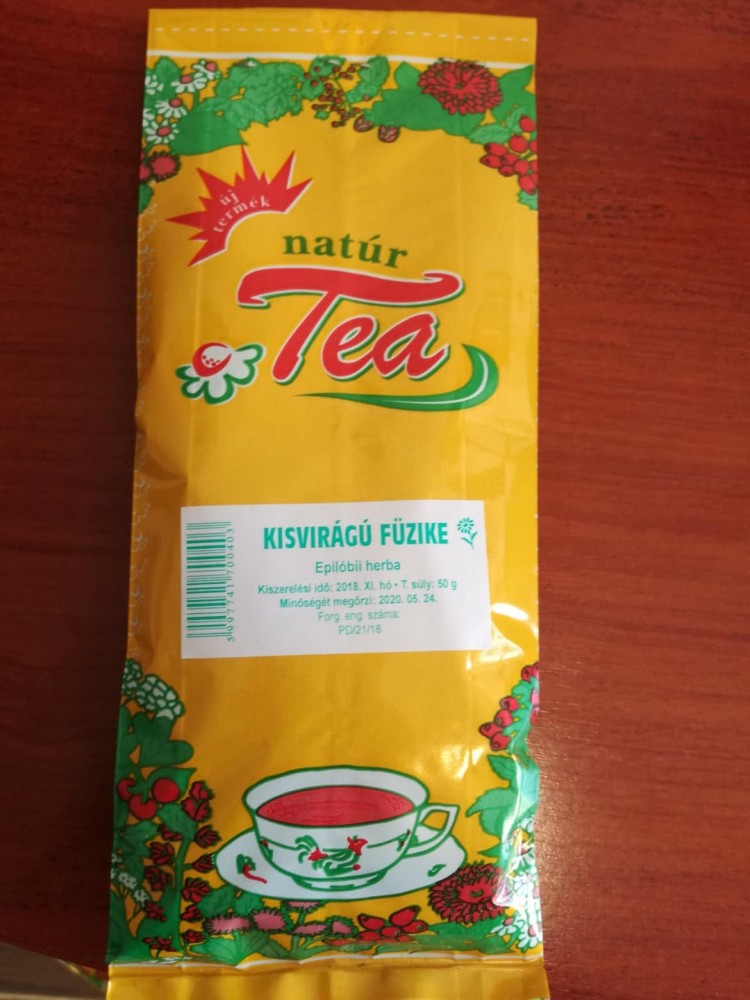 új
termék
natúr
Tea
KISVIRÁGÚ FÜZIKE
Epilóbii herba
Kiszerelési idő: 2018. XI. hó • T. súly: 50 g
Minőségét megőrzi: 2020. 05. 24.
Forg. eng. száma:
PD/21/18
5997741700403